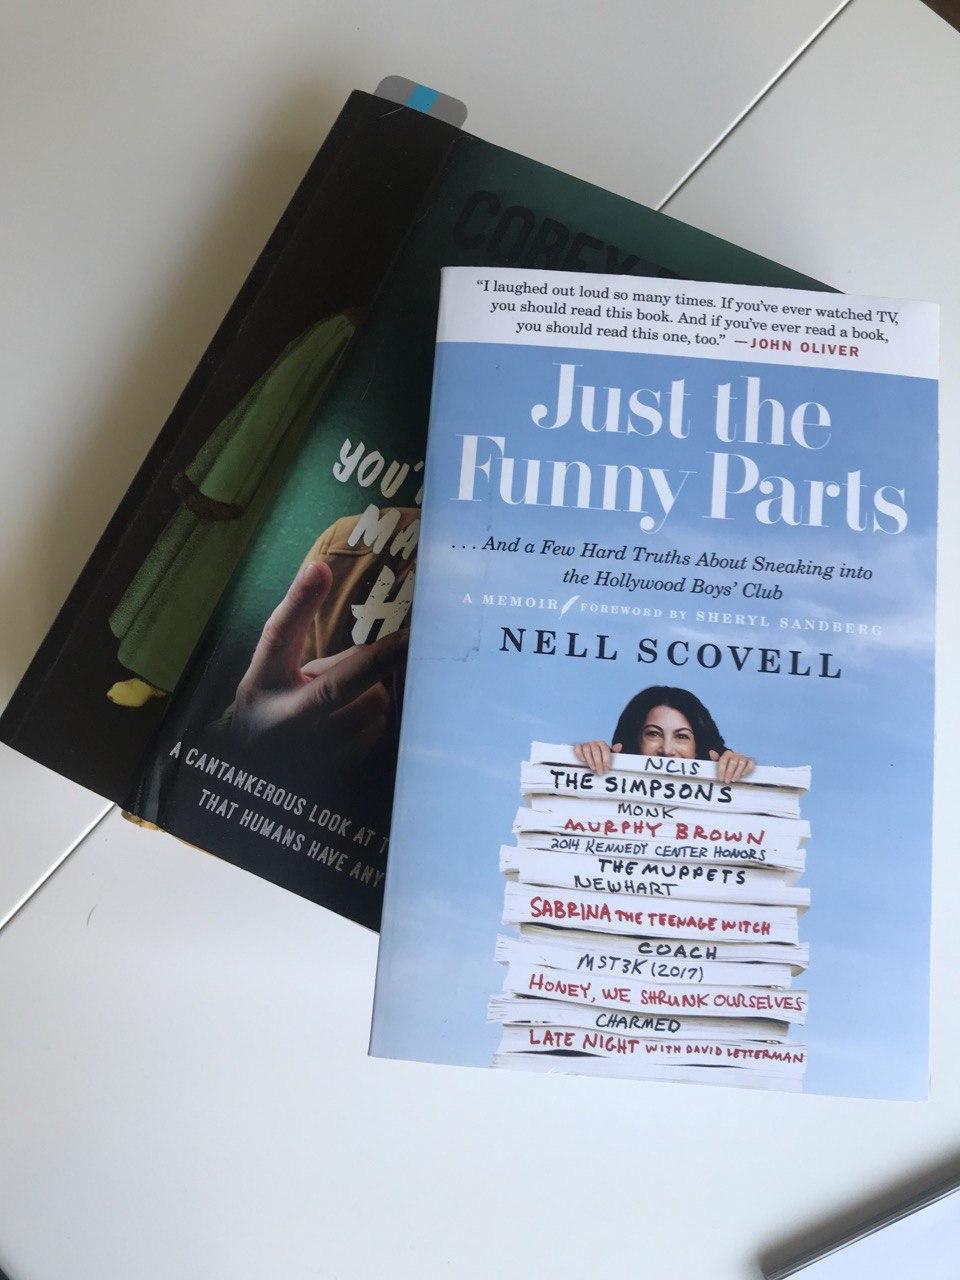 COREY
YOU'
MA
H
A CANTANKEROUS LOOK AT T
THAT HUMANS HAVE ANY
“I laughed out loud so many times. If you’ve ever watched TV,
you should read this book. And if you’ve ever read a book,
you should read this one, too.” —JOHN OLIVER
Just the
Funny Parts
... And a Few Hard Truths About Sneaking into
the Hollywood Boys’ Club
A MEMOIR / FOREWORD BY SHERYL SANDBERG
NELL SCOVELL
NCIS
THE SIMPSONS
MONK
MURPHY BROWN
2014 KENNEDY CENTER HONORS
THE MUPPETS
NEWHART
SABRINA THE TEENAGE WITCH
COACH
MST3K (2017)
HONEY, WE SHRUNK OURSELVES
CHARMED
LATE NIGHT WITH DAVID LETTERMAN